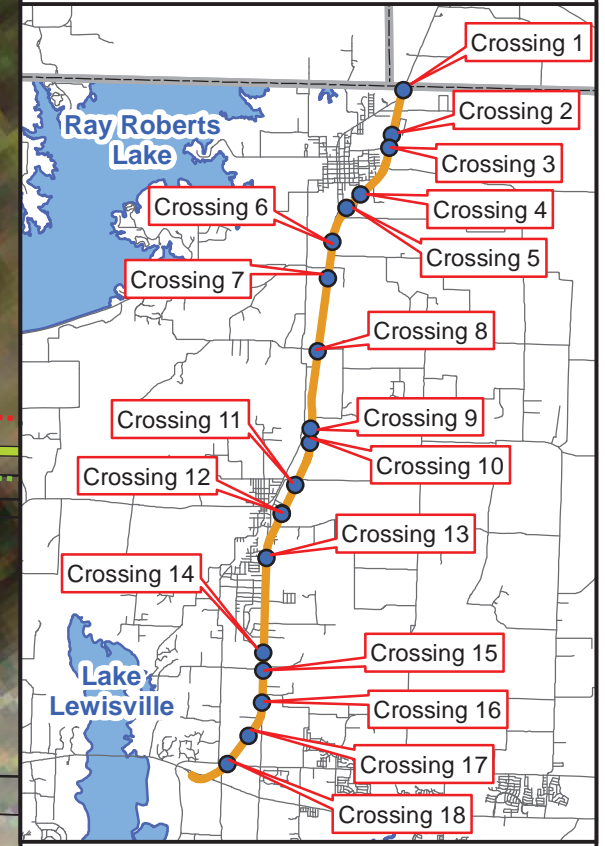 Crossing 1
Crossing 2
Ray Roberts
Lake
Crossing 3
Crossing 6
Crossing 4
Crossing 5
Crossing 7
Crossing 8
Crossing 11
Crossing 9
Crossing 10
Crossing 12
Crossing 13
Crossing 14
Crossing 15
Lake
Lewisville
Crossing 16
Crossing 17
Crossing 18